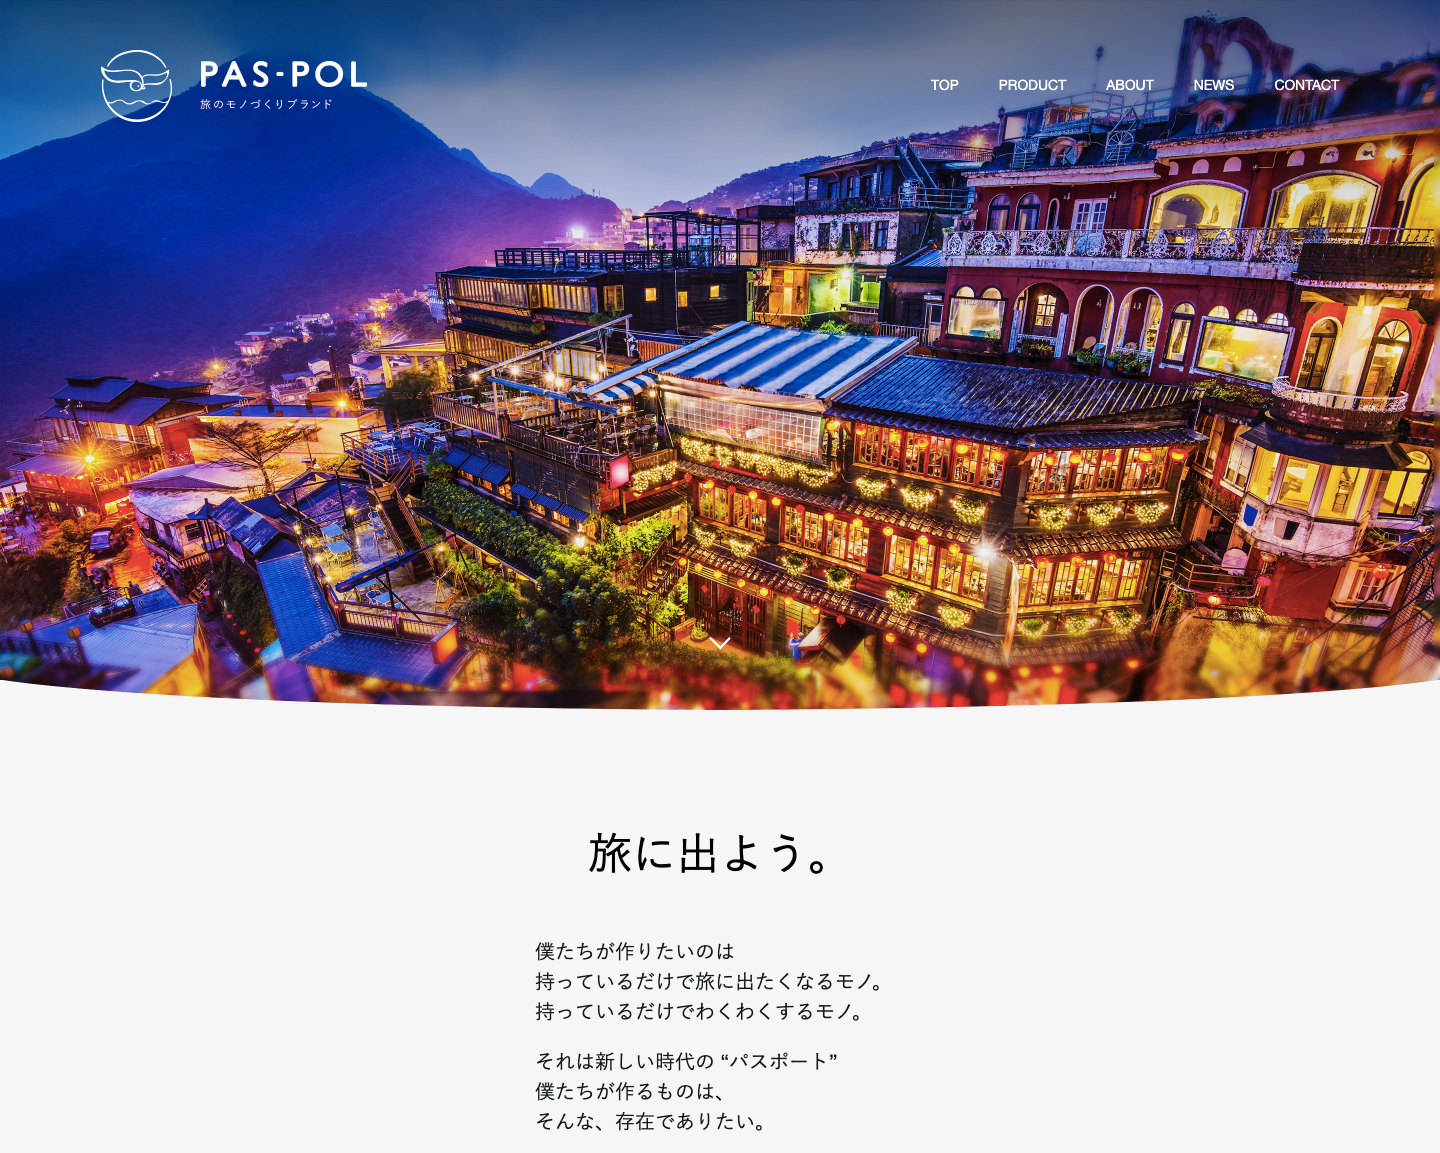 PAS-POL
旅のモノづくりブランド
TOP
PRODUCT
ABOUT
NEWS
CONTACT
旅に出よう。
僕たちが作りたいのは
持っているだけで旅に出たくなるモノ。
持っているだけでわくわくするモノ。
それは新しい時代の “パスポート”
僕たちが作るものは、
そんな、存在でありたい。